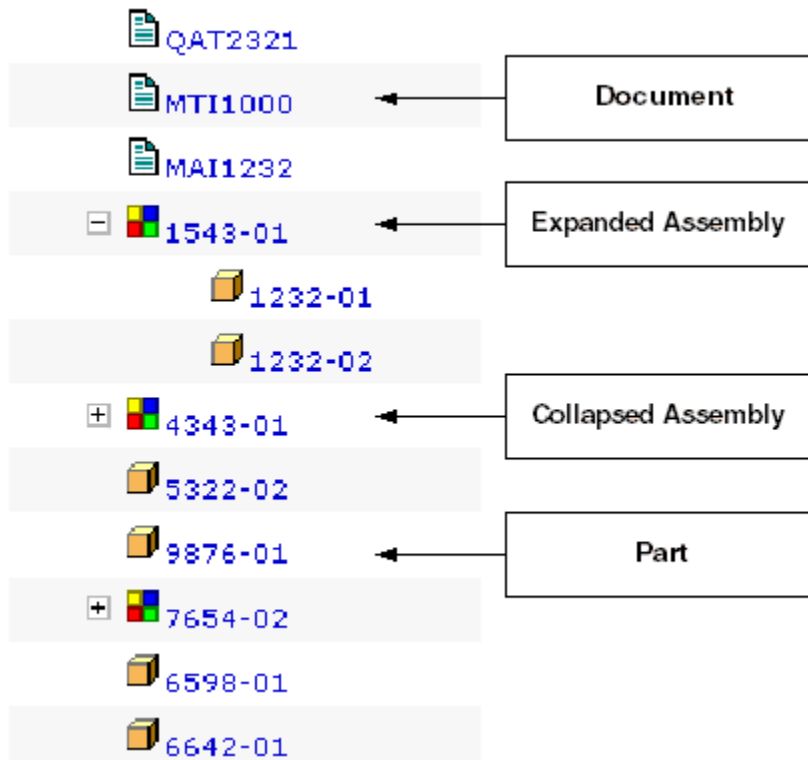 QAT2321
MTI1000
Document
MAI1232
1543-01
Expanded Assembly
1232-01
1232-02
4343-01
Collapsed Assembly
5322-02
9876-01
Part
7654-02
6598-01
6642-01